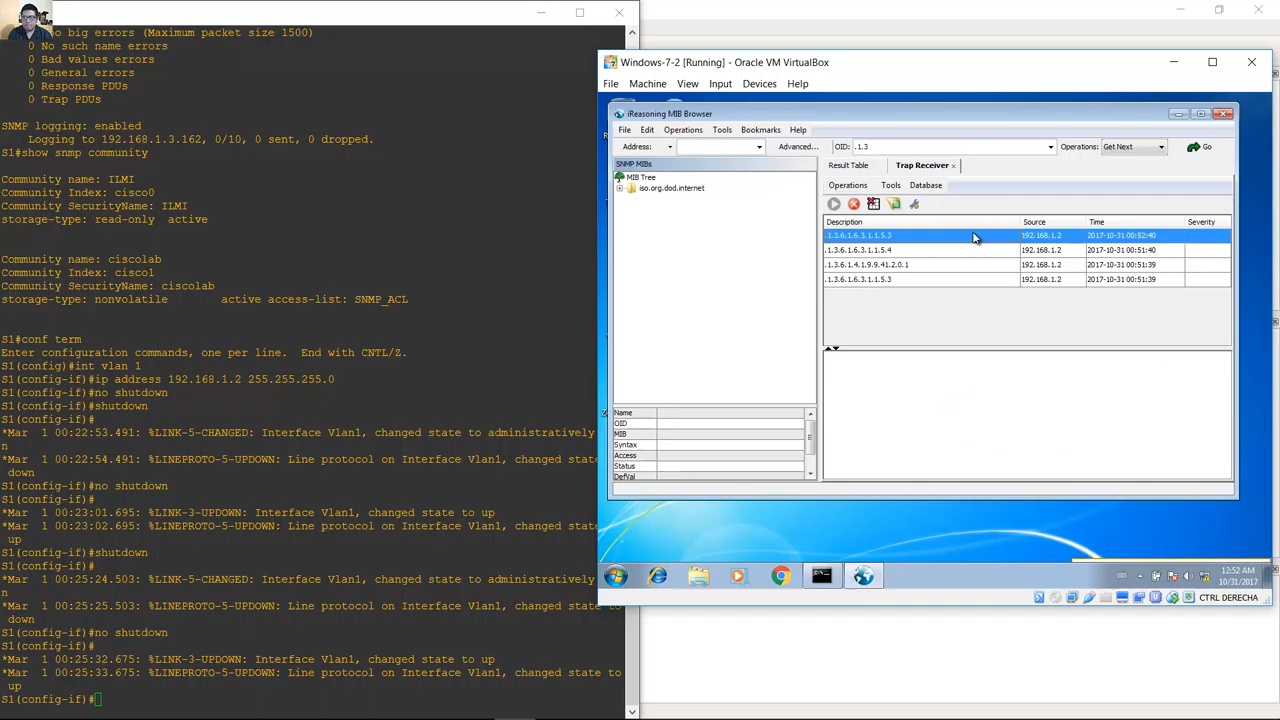 oo big errors (Maximum packet size 1500)
0 No such name errors
0 Bad values errors
0 General errors
0 Response PDUs
0 Trap PDUs
SNMP logging: enabled
Logging to 192.168.1.3.162, 0/10, 0 sent, 0 dropped.
S1#show snmp community
Community name: ILMI
Community Index: cisco0
Community SecurityName: ILMI
storage-type: read-only  active
Community name: ciscolab
Community Index: cisco1
Community SecurityName: ciscolab
storage-type: nonvolatile  active access-list: SNMP_ACL
S1#conf term
Enter configuration commands, one per line.  End with CNTL/Z.
S1(config)#int vlan 1
S1(config-if)#ip address 192.168.1.2 255.255.255.0
S1(config-if)#no shutdown
S1(config-if)#shutdown
S1(config-if)#
*Mar  1 00:22:53.491: %LINK-5-CHANGED: Interface Vlan1, changed state to administratively
n
*Mar  1 00:22:54.491: %LINEPROTO-5-UPDOWN: Line protocol on Interface Vlan1, changed state
down
S1(config-if)#no shutdown
S1(config-if)#
*Mar  1 00:23:01.695: %LINK-3-UPDOWN: Interface Vlan1, changed state to up
*Mar  1 00:23:02.695: %LINEPROTO-5-UPDOWN: Line protocol on Interface Vlan1, changed state
up
S1(config-if)#shutdown
S1(config-if)#
*Mar  1 00:25:24.503: %LINK-5-CHANGED: Interface Vlan1, changed state to administratively
n
*Mar  1 00:25:25.503: %LINEPROTO-5-UPDOWN: Line protocol on Interface Vlan1, changed state to
down
S1(config-if)#no shutdown
S1(config-if)#
*Mar  1 00:25:32.675: %LINK-3-UPDOWN: Interface Vlan1, changed state to up
*Mar  1 00:25:33.675: %LINEPROTO-5-UPDOWN: Line protocol on Interface Vlan1, changed state to
up
S1(config-if)#
Windows-7-2 [Running] - Oracle VM VirtualBox
File Machine View Input Devices Help
iReasoning MIB Browser
File Edit Operations Tools Bookmarks Help
Address: Advanced... OID: .1.3 Operations: Get Next Go
SNMP MIBs
MIB Tree
iso.org.dod.internet
Name
OID
MIB
Syntax
Access
Status
DefVal
Result Table Trap Receiver ×
Operations Tools Database
Description Source Time Severity
.1.3.6.1.6.3.1.1.5.3 192.168.1.2 2017-10-31 00:52:40
.1.3.6.1.6.3.1.1.5.4 192.168.1.2 2017-10-31 00:51:40
.1.3.6.1.4.1.9.9.41.2.0.1 192.168.1.2 2017-10-31 00:51:39
.1.3.6.1.6.3.1.1.5.3 192.168.1.2 2017-10-31 00:51:39
12:52 AM
10/31/2017
CTRL DERECHA